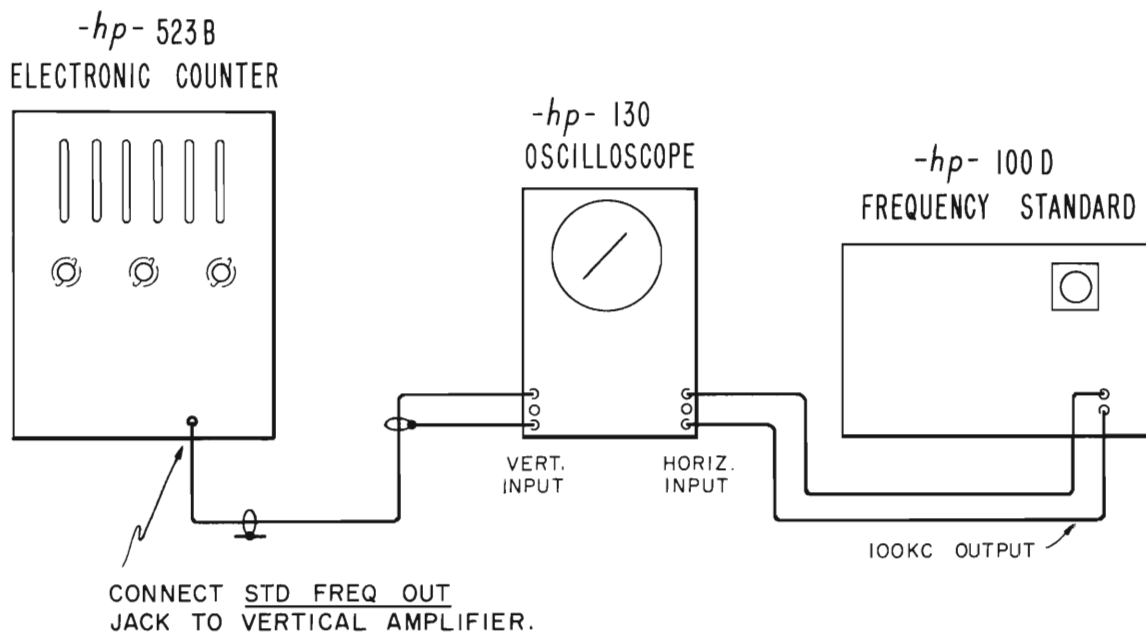 -hp- 523B
ELECTRONIC COUNTER
-hp- 130
OSCILLOSCOPE
-hp- 100D
FREQUENCY STANDARD
VERT.
INPUT
HORIZ.
INPUT
100KC OUTPUT
CONNECT STD FREQ OUT
JACK TO VERTICAL AMPLIFIER.